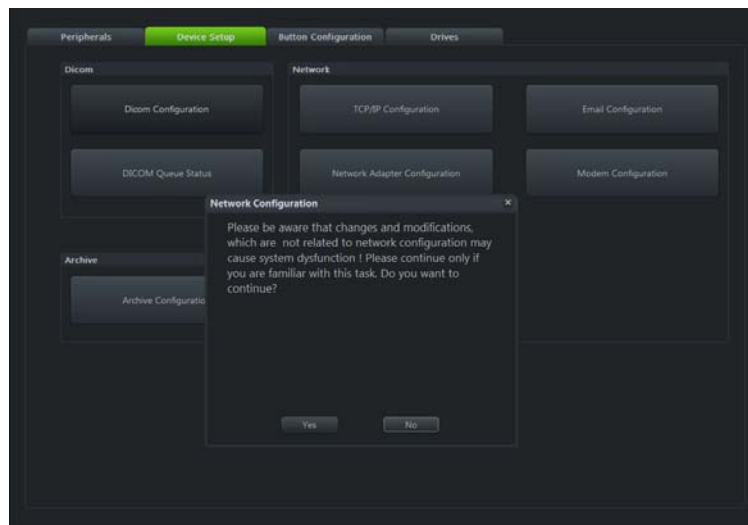 Peripherals
Device Setup
Button Configuration
Drives
Dicom
Network
Dicom Configuration
TCP/IP Configuration
Email Configuration
DICOM Queue Status
Network Adapter Configuration
Modem Configuration
Network Configuration
Please be aware that changes and modifications,
which are not related to network configuration may
cause system dysfunction ! Please continue only if
you are familiar with this task. Do you want to
continue?
Archive
Archive Configuratio
Yes
No